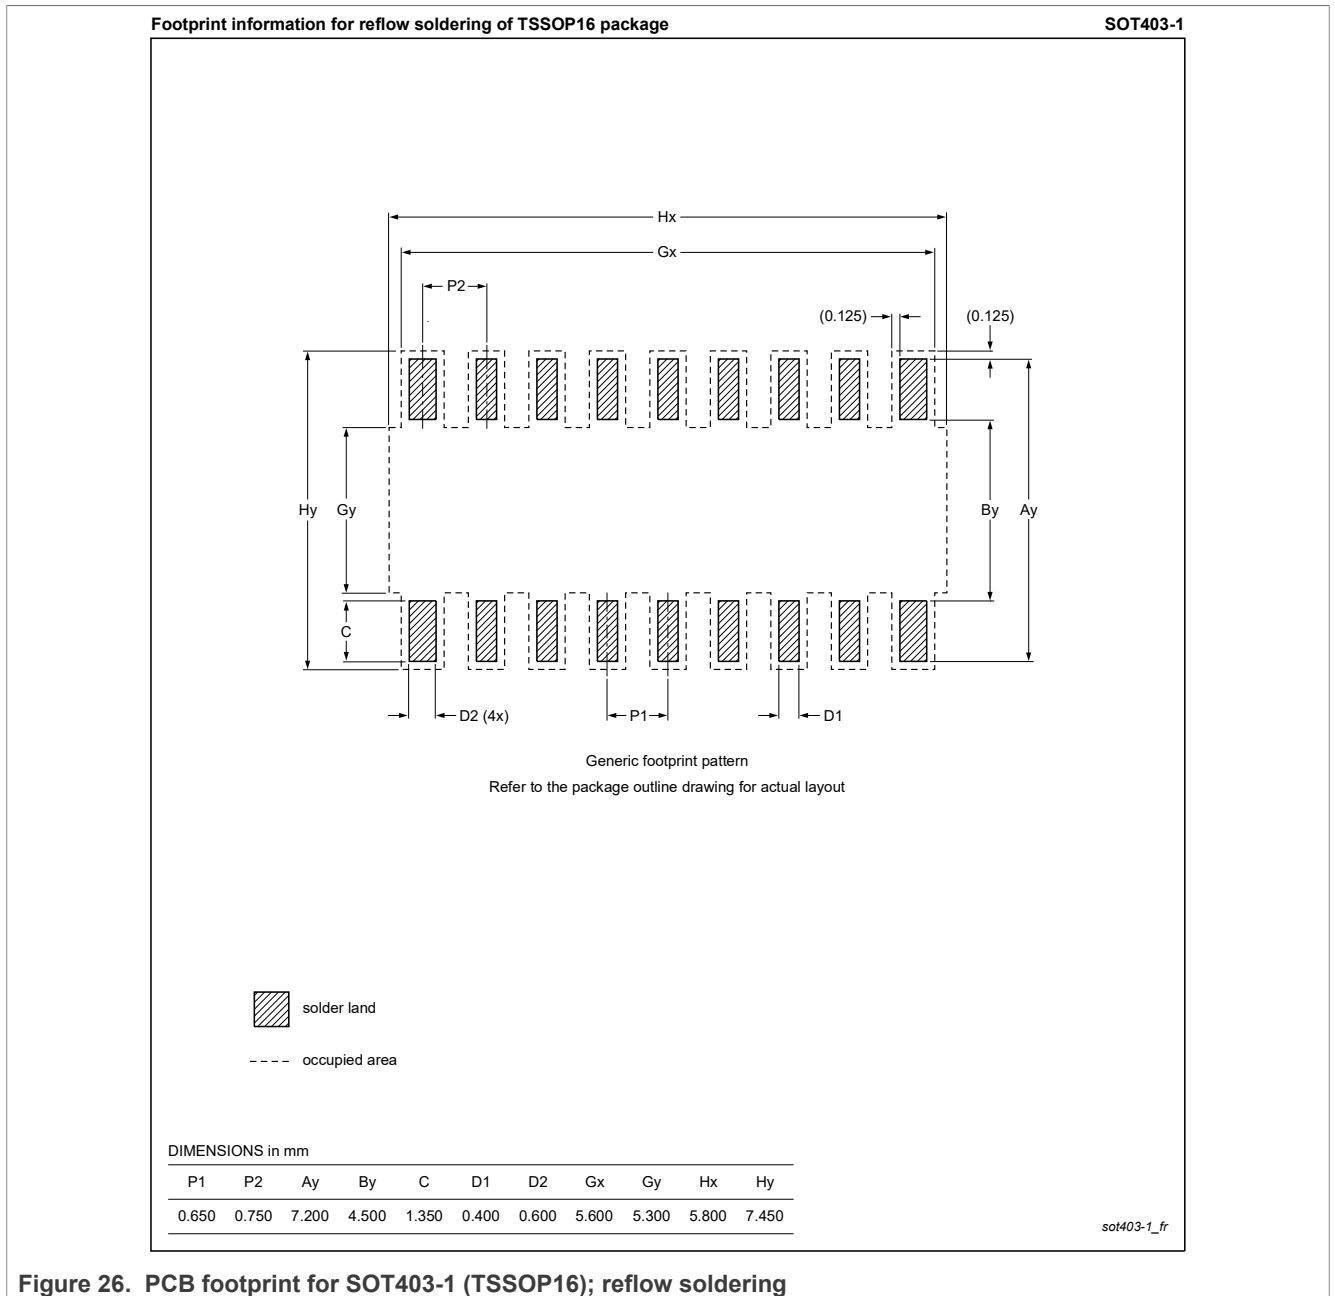 Footprint information for reflow soldering of TSSOP16 package SOT403-1
Hx
Gx
P2
(0.125) (0.125)
Hy Gy By Ay
C
D2 (4x) P1 D1
Generic footprint pattern
Refer to the package outline drawing for actual layout
solder land
occupied area
DIMENSIONS in mm
P1 P2 Ay By C D1 D2 Gx Gy Hx Hy
0.650 0.750 7.200 4.500 1.350 0.400 0.600 5.600 5.300 5.800 7.450
sot403-1_fr
Figure 26. PCB footprint for SOT403-1 (TSSOP16); reflow soldering